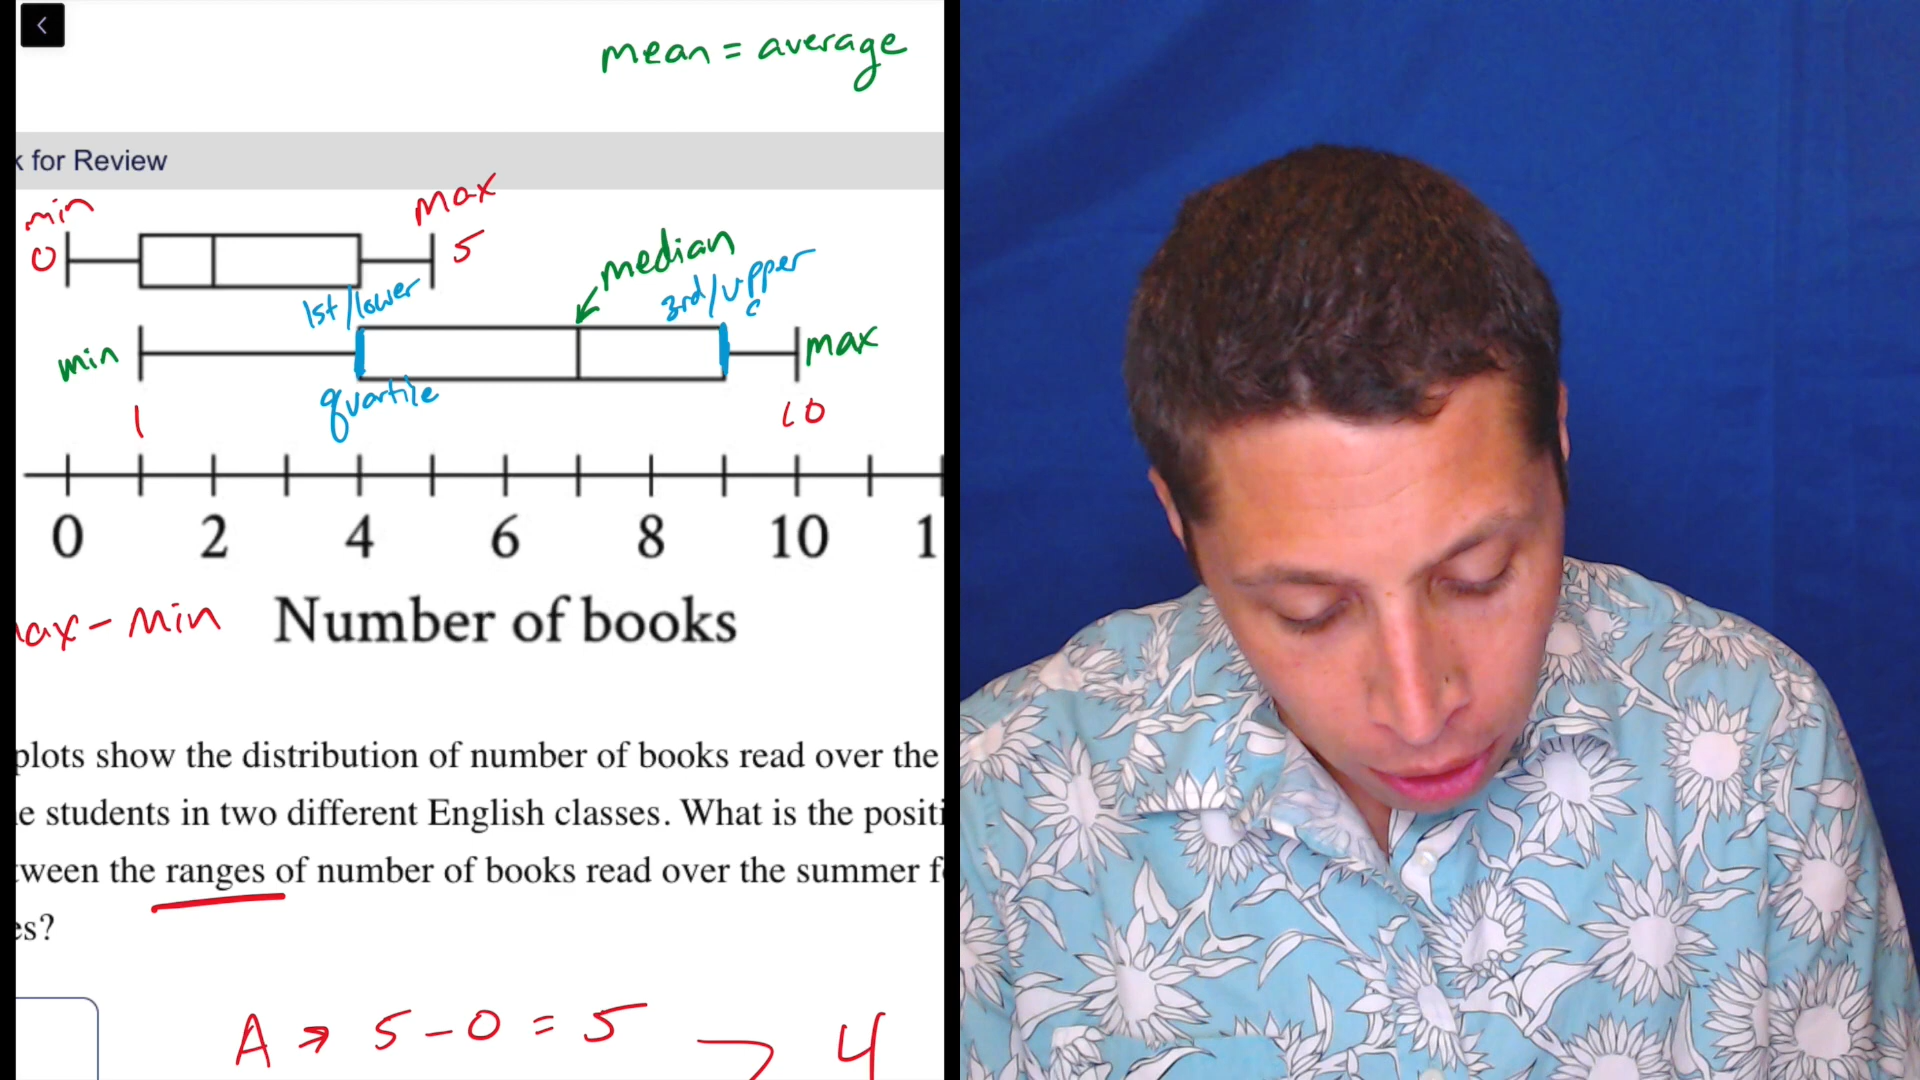 mean = average
k for Review
min
max
0
5
median
1st/lower
3rd/upper
min
max
quartile
1
10
0 2 4 6 8 10 1
ax - min
Number of books
plots show the distribution of number of books read over the
e students in two different English classes. What is the positi
tween the ranges of number of books read over the summer f
es?
A → 5 - 0 = 5
4